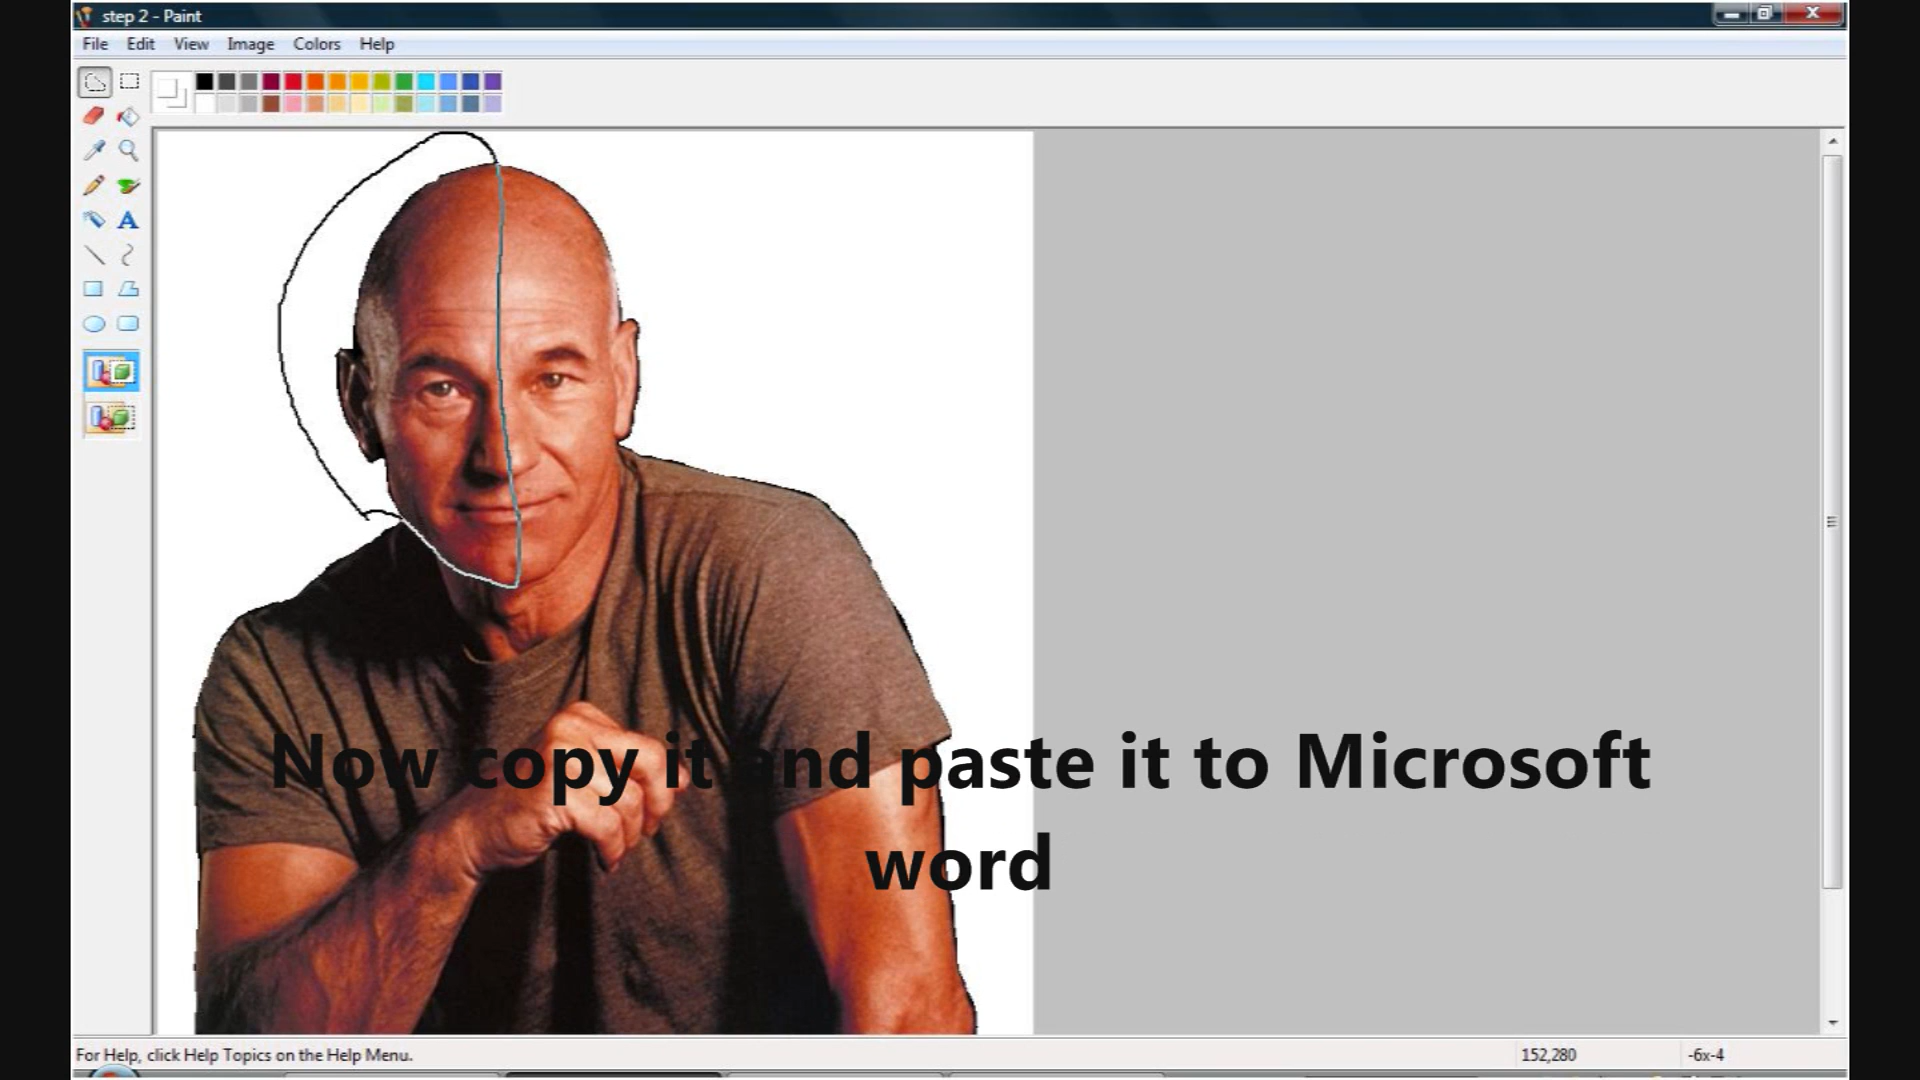 step 2 - Paint
File Edit View Image Colors Help
A
Now copy it and paste it to Microsoft
word
For Help, click Help Topics on the Help Menu.
152,280
-6x-4